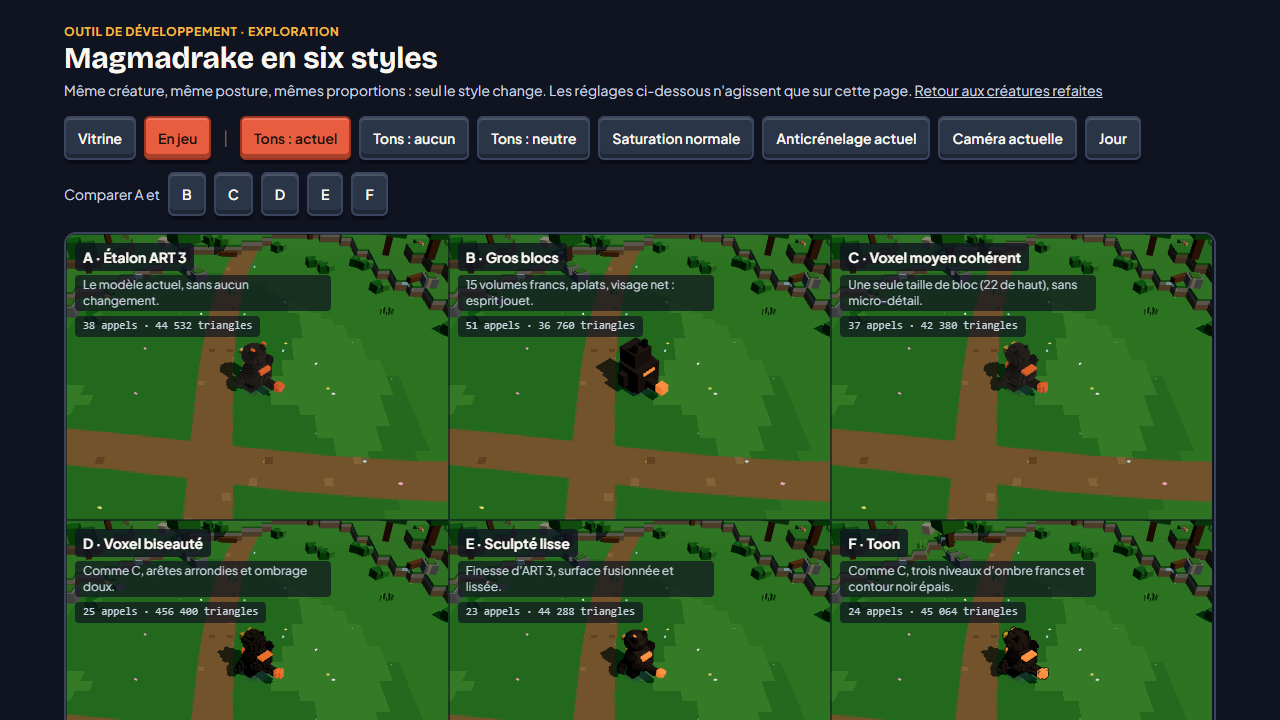 OUTIL DE DÉVELOPPEMENT · EXPLORATION
Magmadrake en six styles
Même créature, même posture, mêmes proportions : seul le style change. Les réglages ci-dessous n'agissent que sur cette page. Retour aux créatures refaites
Vitrine En jeu | Tons : actuel Tons : aucun Tons : neutre Saturation normale Anticrénelage actuel Caméra actuelle Jour
Comparer A et B C D E F
A · Étalon ART 3
Le modèle actuel, sans aucun
changement.
38 appels · 44 532 triangles
B · Gros blocs
15 volumes francs, aplats, visage net :
esprit jouet.
51 appels · 36 760 triangles
C · Voxel moyen cohérent
Une seule taille de bloc (22 de haut), sans
micro-détail.
37 appels · 42 380 triangles
D · Voxel biseauté
Comme C, arêtes arrondies et ombrage
doux.
25 appels · 456 400 triangles
E · Sculpté lisse
Finesse d'ART 3, surface fusionnée et
lissée.
23 appels · 44 288 triangles
F · Toon
Comme C, trois niveaux d'ombre francs et
contour noir épais.
24 appels · 45 064 triangles